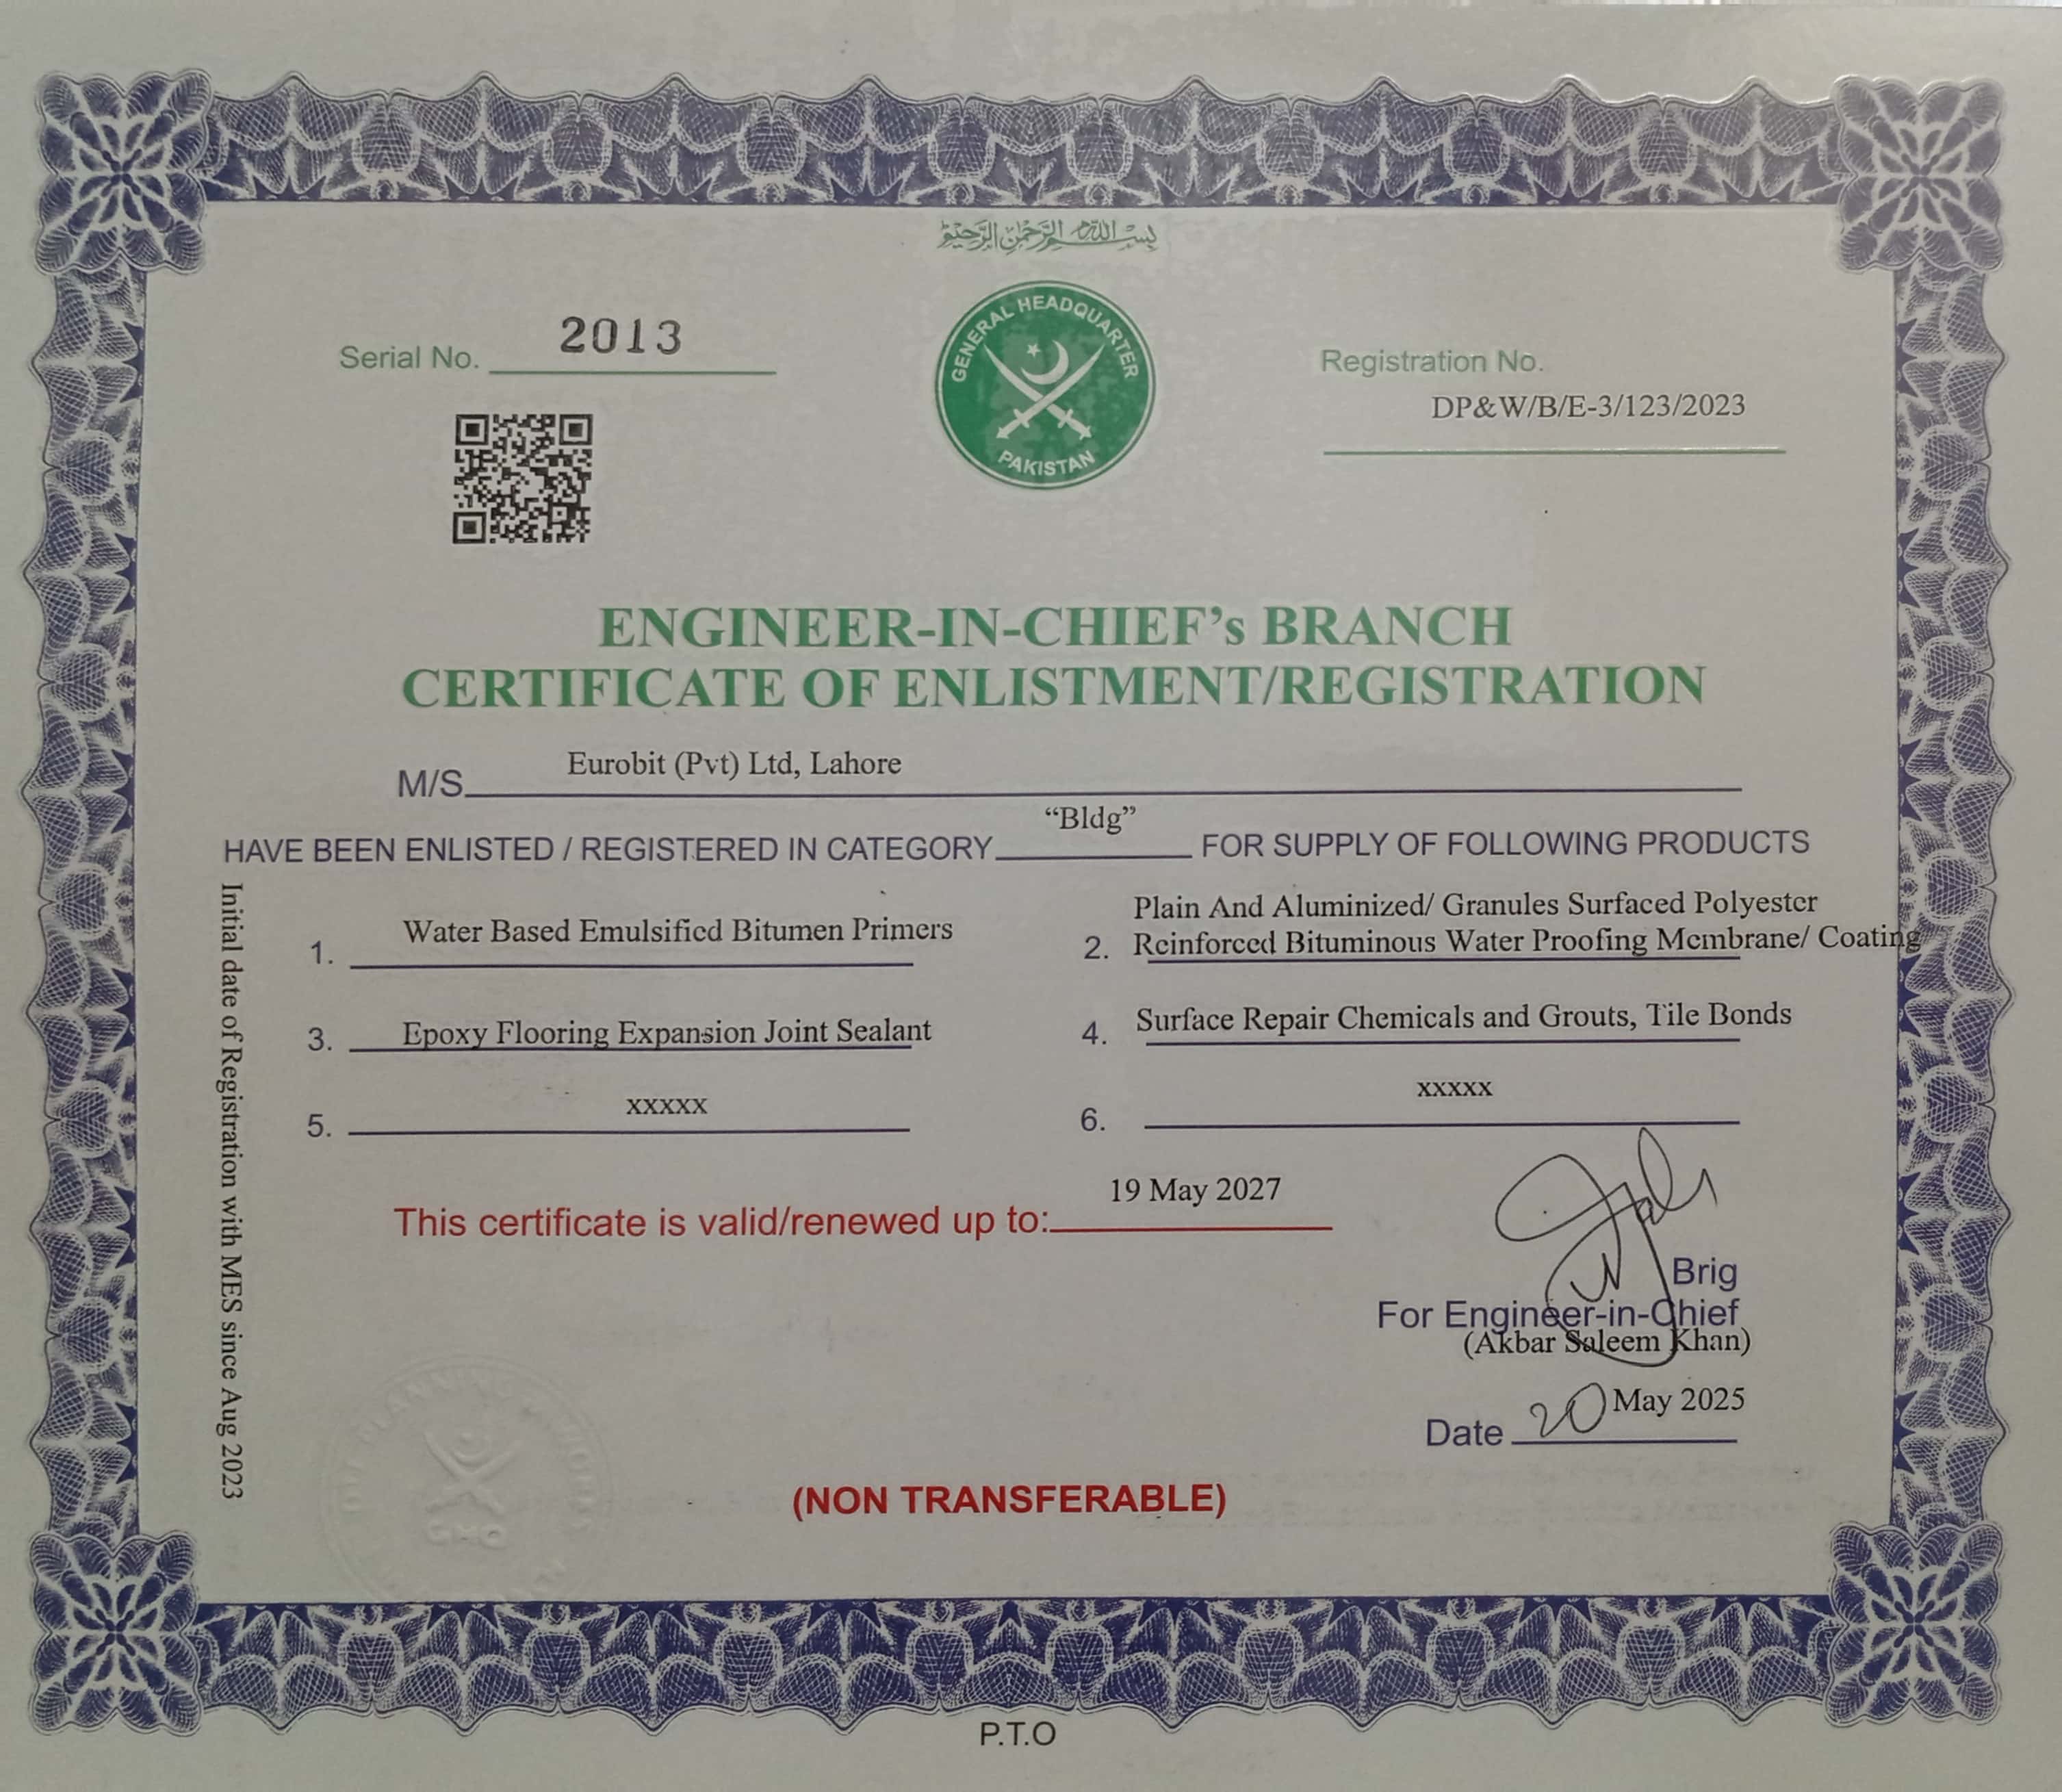 بسم الله الرحمن الرحيم
GENERAL HEADQUARTER
PAKISTAN
Serial No. 2013
Registration No.
DP&W/B/E-3/123/2023
ENGINEER-IN-CHIEF's BRANCH
CERTIFICATE OF ENLISTMENT/REGISTRATION
M/S Eurobit (Pvt) Ltd, Lahore
HAVE BEEN ENLISTED / REGISTERED IN CATEGORY “Bldg” FOR SUPPLY OF FOLLOWING PRODUCTS
1. Water Based Emulsified Bitumen Primers
2. Plain And Aluminized/ Granules Surfaced Polyester
Reinforced Bituminous Water Proofing Membrane/ Coating
3. Epoxy Flooring Expansion Joint Sealant
4. Surface Repair Chemicals and Grouts, Tile Bonds
5. xxxxx
6. xxxxx
This certificate is valid/renewed up to: 19 May 2027
Brig
For Engineer-in-Chief
(Akbar Saleem Khan)
Date 20 May 2025
(NON TRANSFERABLE)
Initial date of Registration with MES since Aug 2023
GHQ
P.T.O